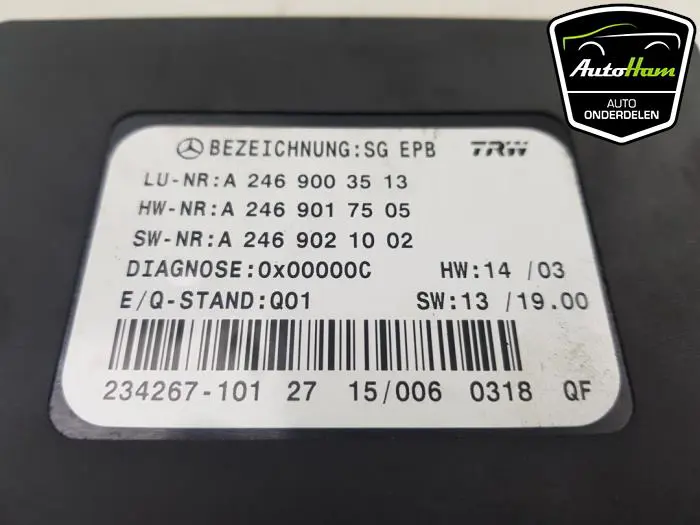 AutoHam
AUTO
ONDERDELEN
BEZEICHNUNG:SG EPB TRW
LU-NR:A 246 900 35 13
HW-NR:A 246 901 75 05
SW-NR:A 246 902 10 02
DIAGNOSE:0x00000C HW:14 /03
E/Q-STAND:Q01 SW:13 /19.00
234267-101 27 15/006 0318 QF